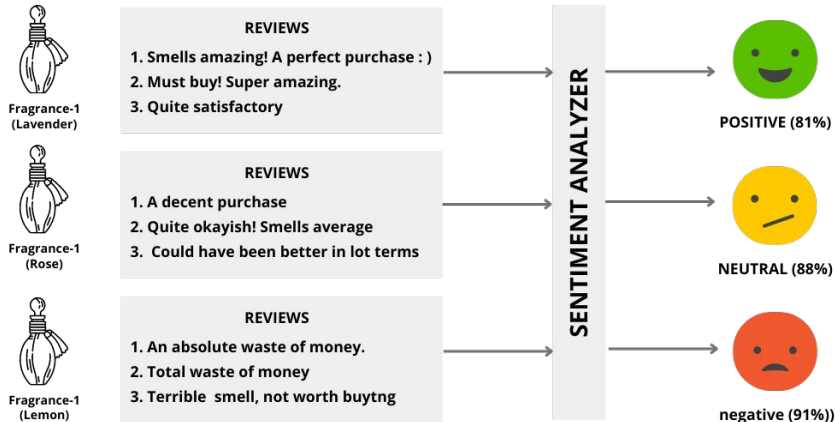 REVIEWS
1. Smells amazing! A perfect purchase : )
2. Must buy! Super amazing.
3. Quite satisfactory
Fragrance-1
(Lavender)
POSITIVE (81%)
REVIEWS
1. A decent purchase
2. Quite okayish! Smells average
3. Could have been better in lot terms
Fragrance-1
(Rose)
SENTIMENT ANALYZER
NEUTRAL (88%)
REVIEWS
1. An absolute waste of money.
2. Total waste of money
3. Terrible smell, not worth buytng
Fragrance-1
(Lemon)
negative (91%))